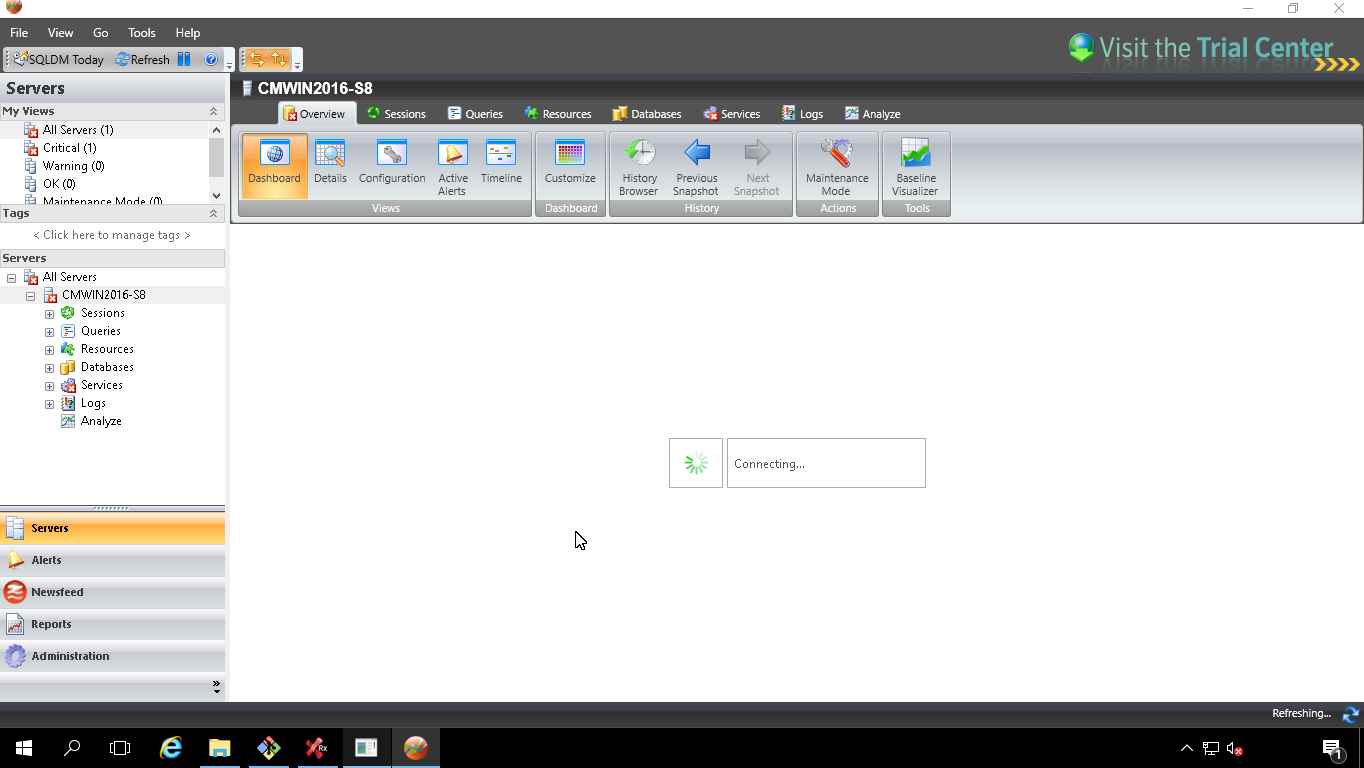 File View Go Tools Help
SQLDM Today Refresh
Visit the Trial Center
Servers
My Views
All Servers (1)
Critical (1)
Warning (0)
OK (0)
Maintenance Mode (0)
Tags
< Click here to manage tags >
Servers
All Servers
CMWIN2016-S8
Sessions
Queries
Resources
Databases
Services
Logs
Analyze
Servers
Alerts
Newsfeed
Reports
Administration
CMWIN2016-S8
Overview Sessions Queries Resources Databases Services Logs Analyze
Dashboard Details Configuration Active Alerts Timeline Customize History Browser Previous Snapshot Next Snapshot Maintenance Mode Baseline Visualizer
Views Dashboard History Actions Tools
Connecting...
Refreshing...
Rx
1